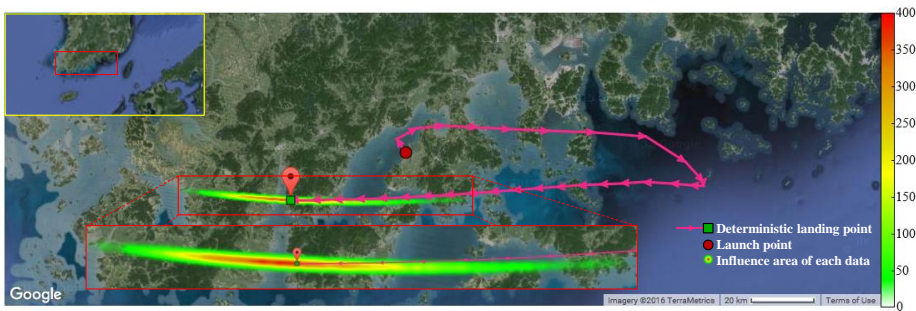 400
350
300
250
200
150
100
50
0
Deterministic landing point
Launch point
Influence area of each data
Google
Imagery ©2016 TerraMetrics
20 km
Terms of Use